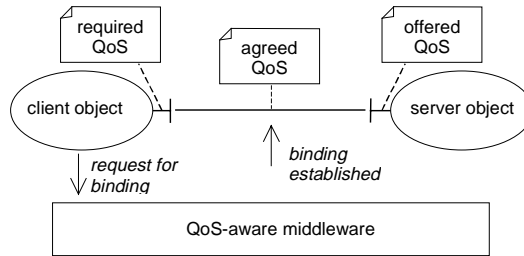 required
QoS
agreed
QoS
offered
QoS
client object
server object
request for
binding
binding
established
QoS-aware middleware